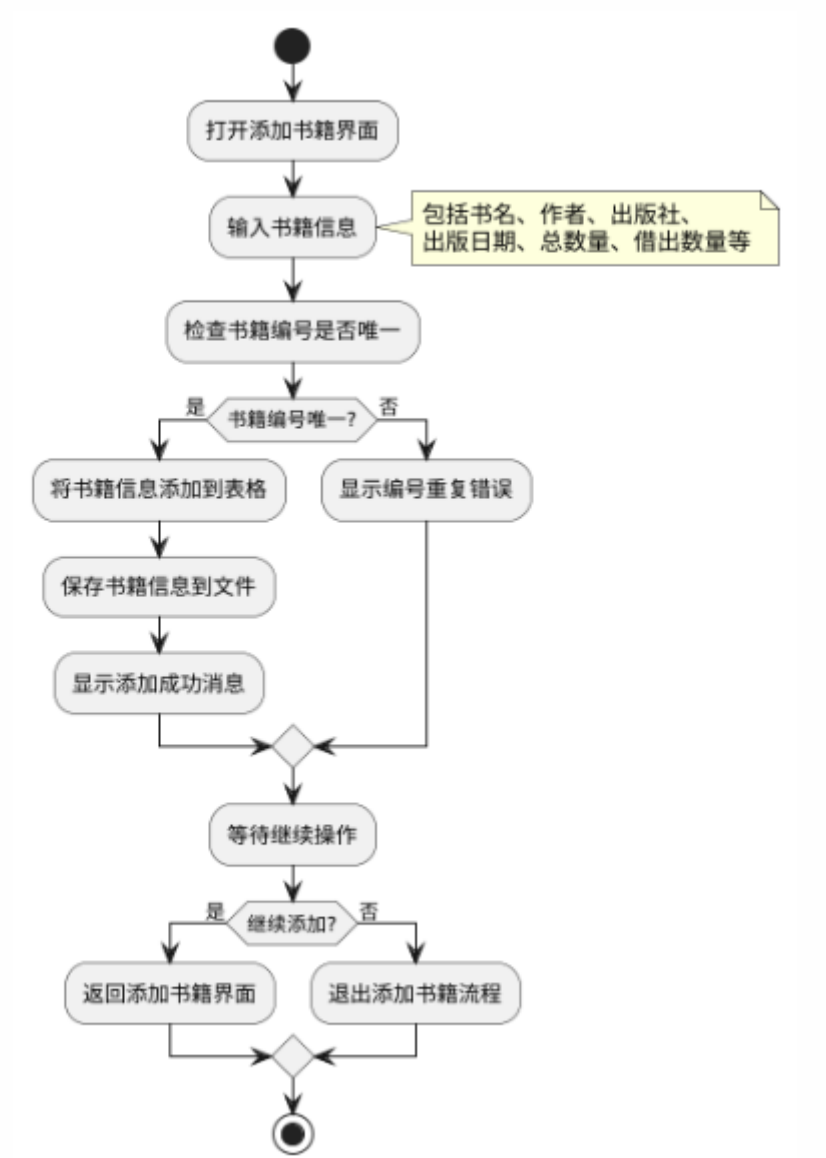 打开添加书籍界面
输入书籍信息
包括书名、作者、出版社、
出版日期、总数量、借出数量等
检查书籍编号是否唯一
是
书籍编号唯一?
否
将书籍信息添加到表格
显示编号重复错误
保存书籍信息到文件
显示添加成功消息
等待继续操作
是
继续添加?
否
返回添加书籍界面
退出添加书籍流程